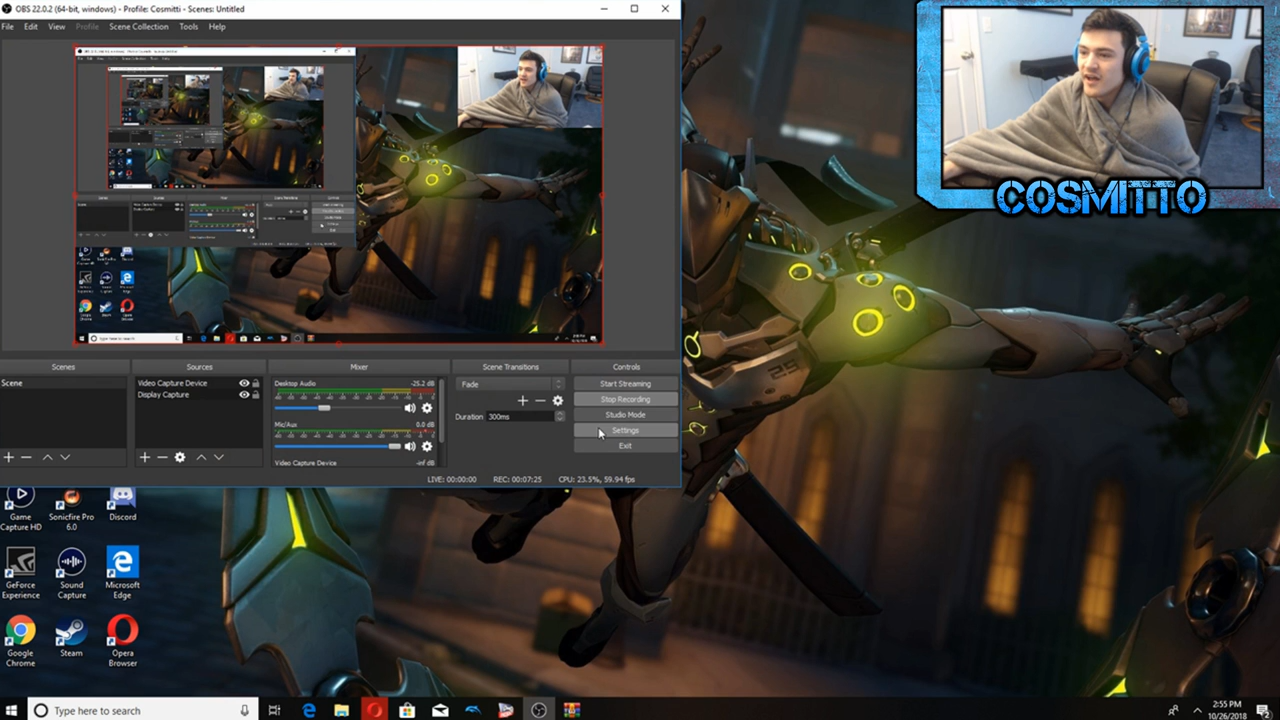 OBS 22.0.2 (64-bit, windows) - Profile: Cosmitti - Scenes: Untitled
File Edit View Profile Scene Collection Tools Help
COSMITTO
Scenes Sources Mixer Scene Transitions Controls
Scene
Video Capture Device
Display Capture
Desktop Audio -25.2 dB
Mic/Aux 0.0 dB
Video Capture Device -inf dB
Fade
Duration 300ms
Start Streaming
Stop Recording
Studio Mode
Settings
Exit
LIVE: 00:00:00 REC: 00:07:25 CPU: 23.5%, 59.94 fps
29
Game Capture HD
Sonicfire Pro 6.0
Discord
GeForce Experience
Sound Capture
Microsoft Edge
Google Chrome
Steam
Opera Browser
Type here to search
2:55 PM
10/26/2018